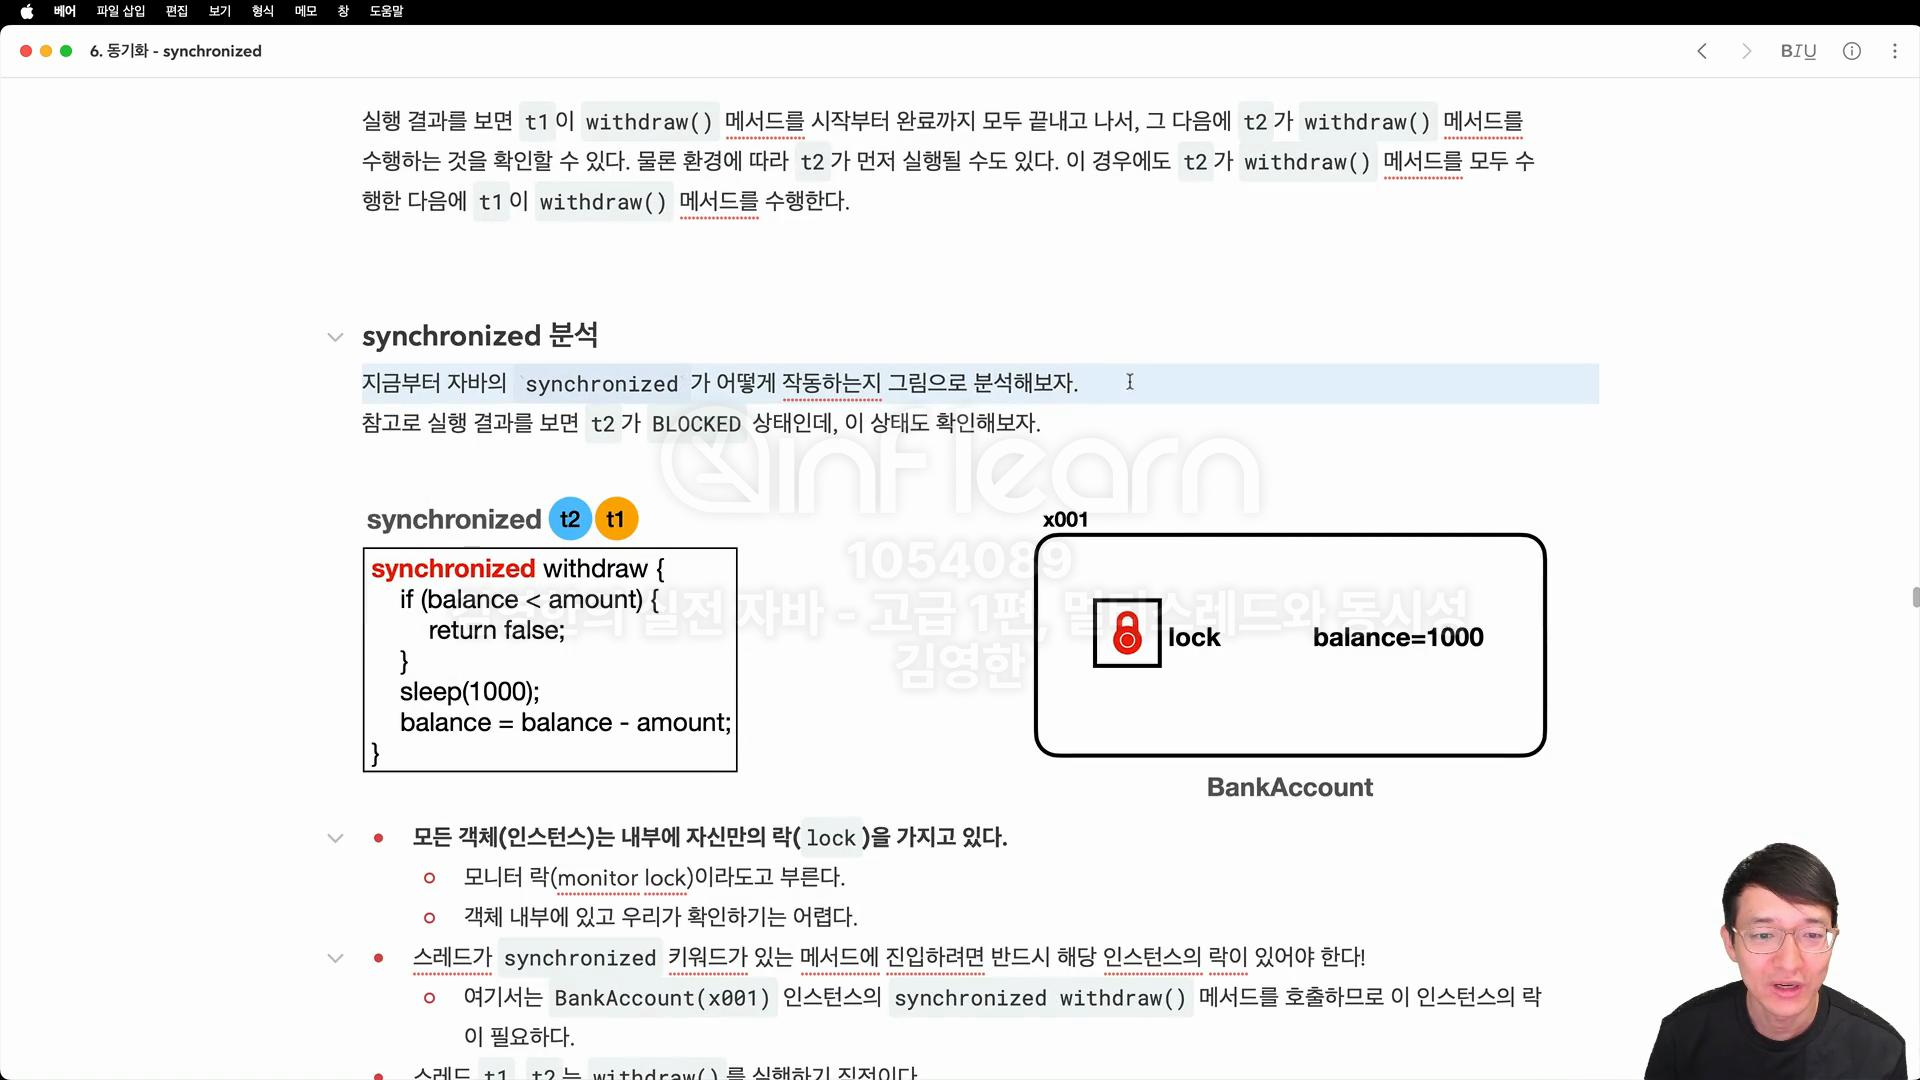 베어 파일 삽입 편집 보기 형식 메모 창 도움말
6. 동기화 - synchronized
BIU
실행 결과를 보면 t1 이 withdraw() 메서드를 시작부터 완료까지 모두 끝내고 나서, 그 다음에 t2 가 withdraw() 메서드를
수행하는 것을 확인할 수 있다. 물론 환경에 따라 t2 가 먼저 실행될 수도 있다. 이 경우에도 t2 가 withdraw() 메서드를 모두 수
행한 다음에 t1 이 withdraw() 메서드를 수행한다.
synchronized 분석
지금부터 자바의 `synchronized` 가 어떻게 작동하는지 그림으로 분석해보자.
참고로 실행 결과를 보면 t2 가 BLOCKED 상태인데, 이 상태도 확인해보자.
inflearn
1054089
실전 자바 - 고급 1편, 멀티스레드와 동시성
김영한
synchronized t2 t1
synchronized withdraw {
if (balance < amount) {
return false;
}
sleep(1000);
balance = balance - amount;
}
x001
lock balance=1000
BankAccount
모든 객체(인스턴스)는 내부에 자신만의 락( lock )을 가지고 있다.
모니터 락(monitor lock)이라도고 부른다.
객체 내부에 있고 우리가 확인하기는 어렵다.
스레드가 synchronized 키워드가 있는 메서드에 진입하려면 반드시 해당 인스턴스의 락이 있어야 한다!
여기서는 BankAccount(x001) 인스턴스의 synchronized withdraw() 메서드를 호출하므로 이 인스턴스의 락
이 필요하다.
스레드 t1, t2 는 withdraw() 를 실행하기 직전이다.